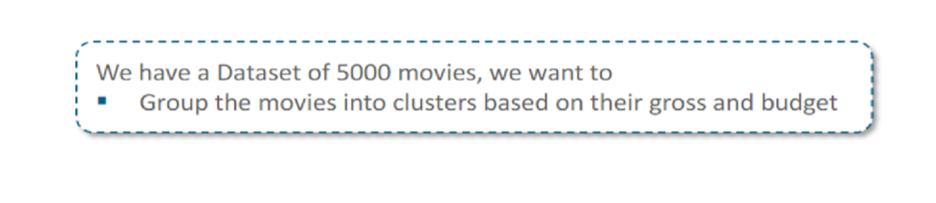 We have a Dataset of 5000 movies, we want to
▪ Group the movies into clusters based on their gross and budget